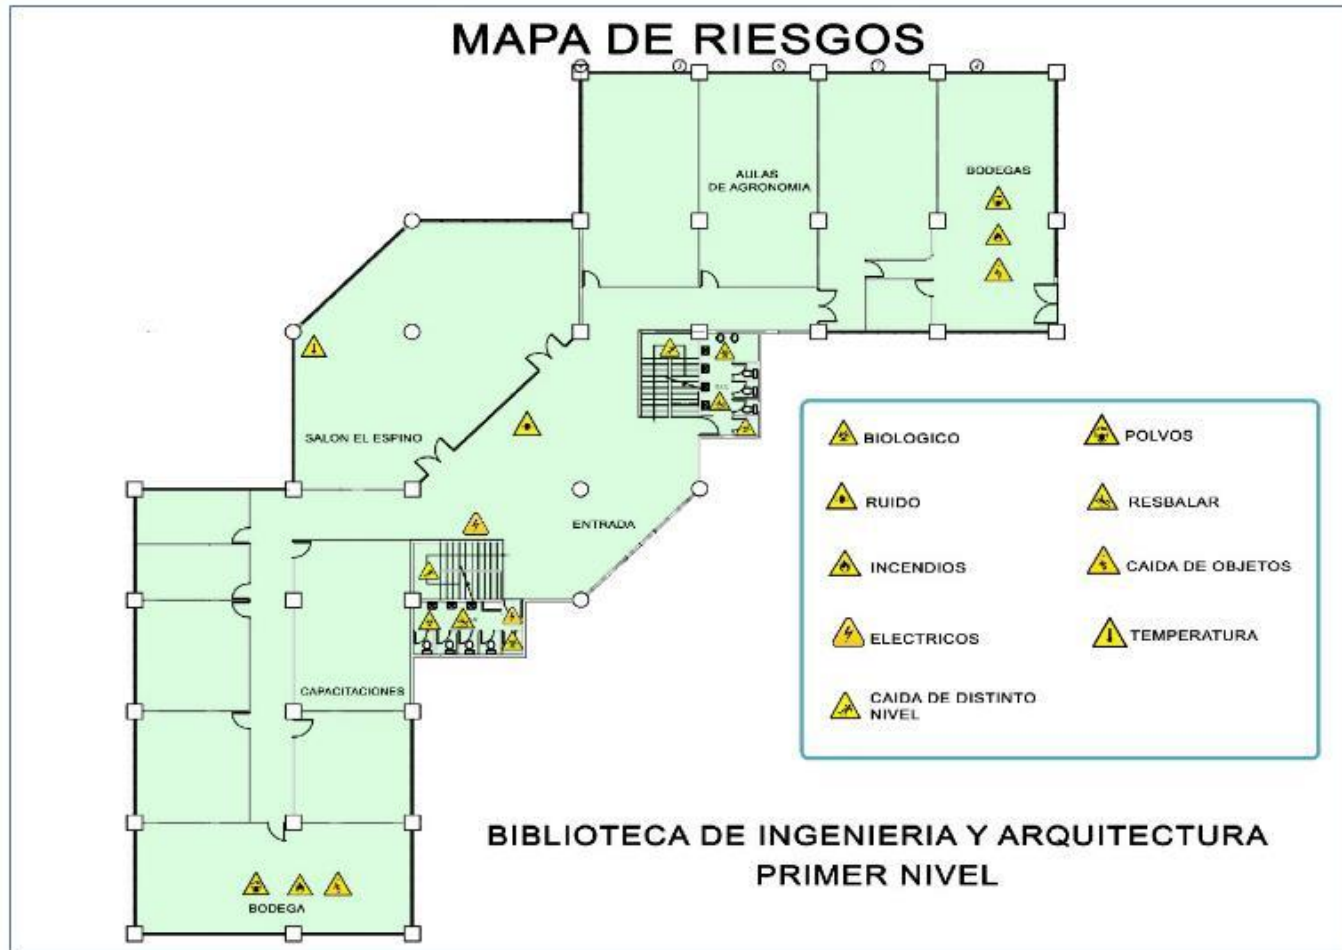 MAPA DE RIESGOS
AULAS
DE AGRONOMIA
BODEGAS
SALON EL ESPINO
ENTRADA
CAPACITACIONES
BODEGA
BIOLOGICO
POLVOS
RUIDO
RESBALAR
INCENDIOS
CAIDA DE OBJETOS
ELECTRICOS
TEMPERATURA
CAIDA DE DISTINTO
NIVEL
BIBLIOTECA DE INGENIERIA Y ARQUITECTURA
PRIMER NIVEL